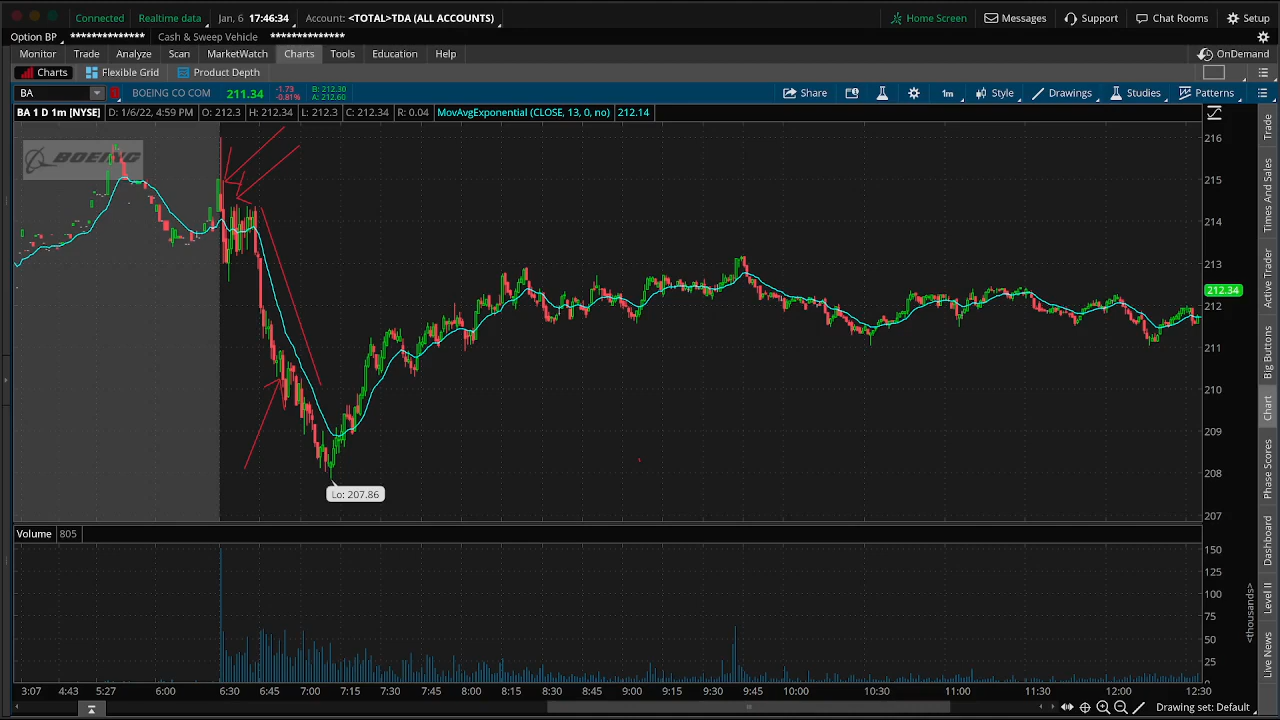 Connected Realtime data Jan, 6 17:46:34 Account: <TOTAL>TDA (ALL ACCOUNTS) Home Screen Messages Support Chat Rooms Setup
Option BP ************** Cash & Sweep Vehicle **************
Monitor Trade Analyze Scan MarketWatch Charts Tools Education Help OnDemand
Charts Flexible Grid Product Depth
BA BOEING CO COM 211.34 -1.73 B: 212.30 Share 1m Style Drawings Studies Patterns
-0.81% A: 212.60
BA 1 D 1m [NYSE] D: 1/6/22, 4:59 PM O: 212.3 H: 212.34 L: 212.3 C: 212.34 R: 0.04 MovAvgExponential (CLOSE, 13, 0, no) 212.14
BOEING
216
215
214
213
212.34
212
211
210
209
208
207
Lo: 207.86
Volume 805
150
125
100
75
50
25
<thousands>
3:07 4:43 5:27 6:00 6:30 6:45 7:00 7:15 7:30 7:45 8:00 8:15 8:30 8:45 9:00 9:15 9:30 9:45 10:00 10:30 11:00 11:30 12:00 12:30
Drawing set: Default
Trade
Times And Sales
Active Trader
Big Buttons
Chart
Phase Scores
Dashboard
Level II
Live News